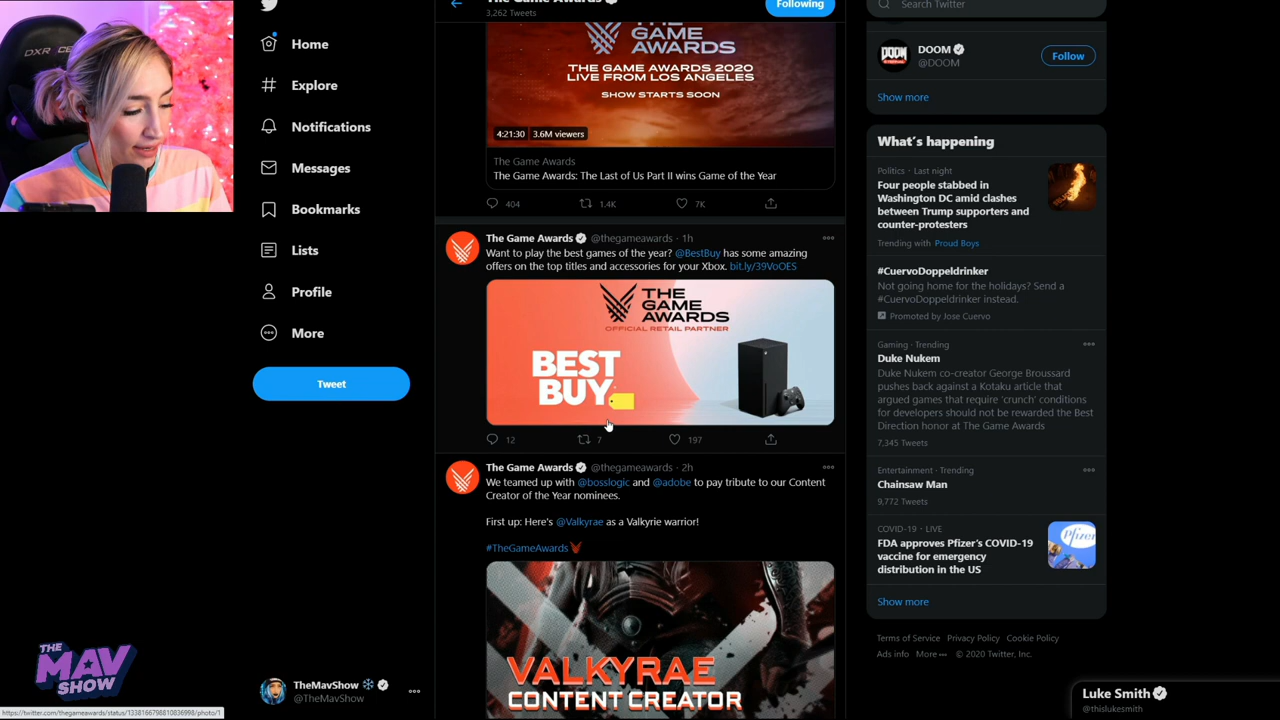 DXR
Home
Explore
Notifications
Messages
Bookmarks
Lists
Profile
More
Tweet
THE
MAV
SHOW
TheMavShow
@TheMavShow
https://twitter.com/thegameawards/status/1338166798810836998/photo/1
The Game Awards
3,262 Tweets
Following
GAME
AWARDS
THE GAME AWARDS 2020
LIVE FROM LOS ANGELES
SHOW STARTS SOON
4:21:30 3.6M viewers
The Game Awards
The Game Awards: The Last of Us Part II wins Game of the Year
404 1.4K 7K
The Game Awards @thegameawards · 1h
Want to play the best games of the year? @BestBuy has some amazing
offers on the top titles and accessories for your Xbox. bit.ly/39VoOES
THE
GAME
AWARDS
OFFICIAL RETAIL PARTNER
BEST
BUY
12 7 197
The Game Awards @thegameawards · 2h
We teamed up with @bosslogic and @adobe to pay tribute to our Content
Creator of the Year nominees.
First up: Here's @Valkyrae as a Valkyrie warrior!
#TheGameAwards
VALKYRAE
CONTENT CREATOR
Search Twitter
DOOM
DOOM
@DOOM
Follow
Show more
What's happening
Politics · Last night
Four people stabbed in
Washington DC amid clashes
between Trump supporters and
counter-protesters
Trending with Proud Boys
#CuervoDoppeldrinker
Not going home for the holidays? Send a
#CuervoDoppeldrinker instead.
Promoted by Jose Cuervo
Gaming · Trending
Duke Nukem
Duke Nukem co-creator George Broussard
pushes back against a Kotaku article that
argued games that require 'crunch' conditions
for developers should not be rewarded the Best
Direction honor at The Game Awards
7,345 Tweets
Entertainment · Trending
Chainsaw Man
9,772 Tweets
COVID-19 · LIVE
FDA approves Pfizer's COVID-19
vaccine for emergency
distribution in the US
Pfizer
Show more
Terms of Service Privacy Policy Cookie Policy
Ads info More ··· © 2020 Twitter, Inc.
Luke Smith
@thislukesmith